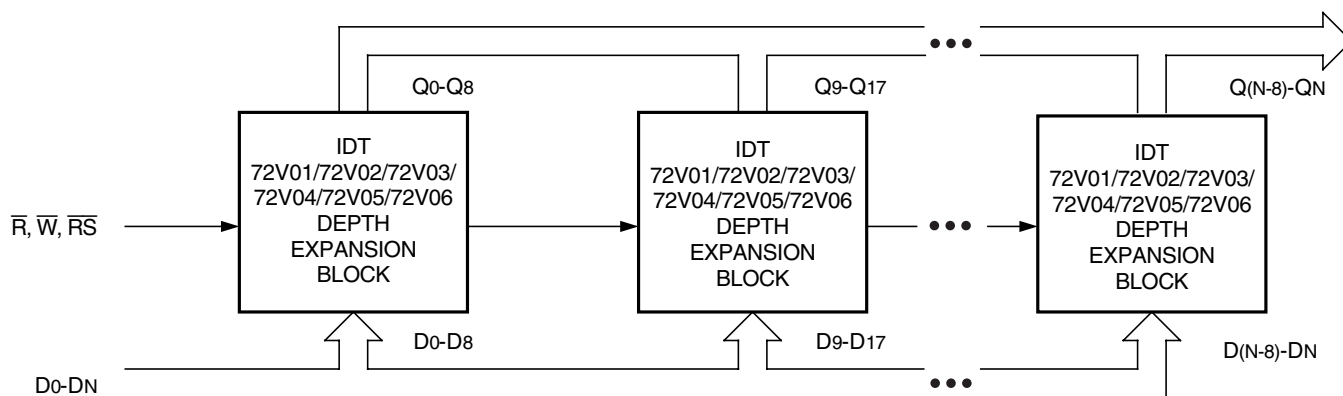 Q0-Q8
Q9-Q17
Q(N-8)-QN
IDT
72V01/72V02/72V03/
72V04/72V05/72V06
DEPTH
EXPANSION
BLOCK
IDT
72V01/72V02/72V03/
72V04/72V05/72V06
DEPTH
EXPANSION
BLOCK
IDT
72V01/72V02/72V03/
72V04/72V05/72V06
DEPTH
EXPANSION
BLOCK
R̅, W̅, R̅S̅
D0-D8
D9-D17
D(N-8)-DN
D0-DN